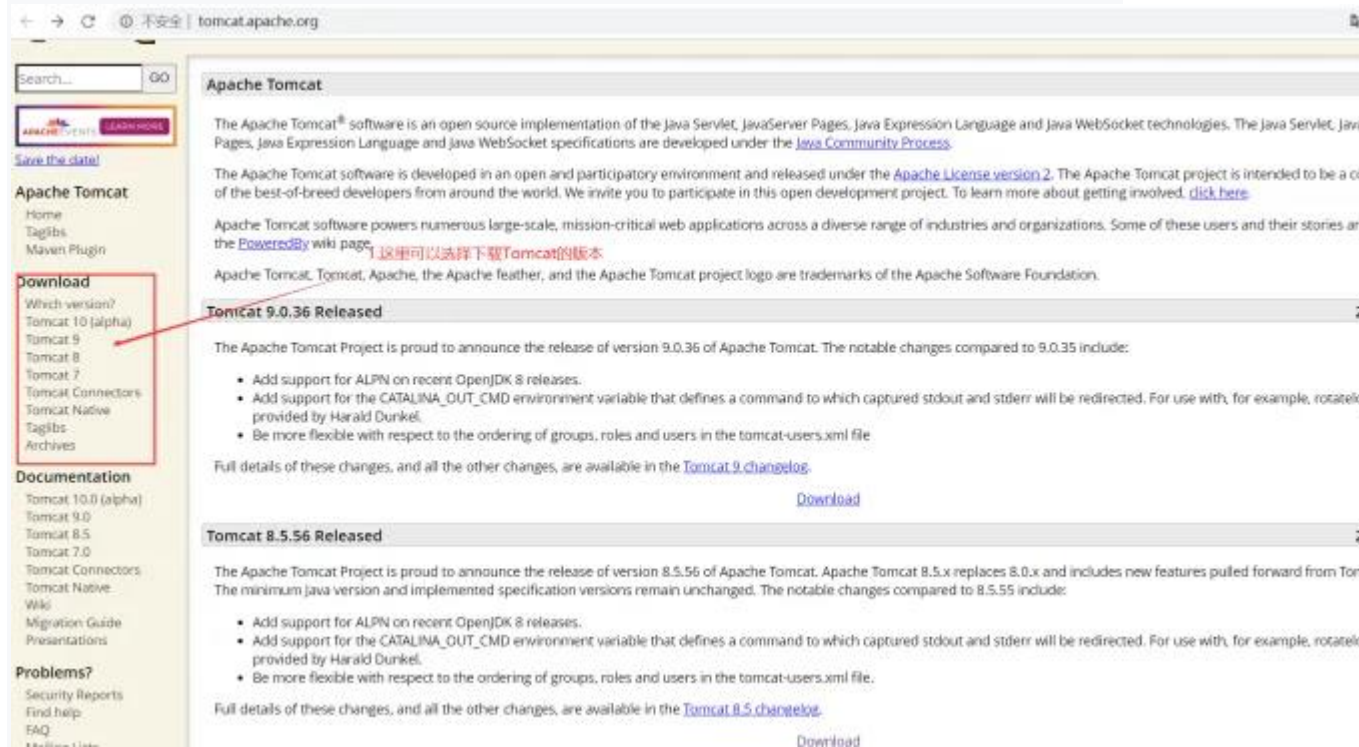 不安全 | tomcat.apache.org
Search... GO
APACHE EVENTS LEARN MORE
Save the date!
Apache Tomcat
Home
Taglibs
Maven Plugin
Download
Which version?
Tomcat 10 (alpha)
Tomcat 9
Tomcat 8
Tomcat 7
Tomcat Connectors
Tomcat Native
Taglibs
Archives
Documentation
Tomcat 10.0 (alpha)
Tomcat 9.0
Tomcat 8.5
Tomcat 7.0
Tomcat Connectors
Tomcat Native
Wiki
Migration Guide
Presentations
Problems?
Security Reports
Find help
FAQ
Mailing Lists
Apache Tomcat
The Apache Tomcat® software is an open source implementation of the Java Servlet, JavaServer Pages, Java Expression Language and Java WebSocket technologies. The Java Servlet,
Pages, Java Expression Language and Java WebSocket specifications are developed under the Java Community Process.
The Apache Tomcat software is developed in an open and participatory environment and released under the Apache License version 2. The Apache Tomcat project is intended to be a
of the best-of-breed developers from around the world. We invite you to participate in this open development project. To learn more about getting involved, click here.
Apache Tomcat software powers numerous large-scale, mission-critical web applications across a diverse range of industries and organizations. Some of these users and their stories
the PoweredBy wiki page.
1.这里可以选择下载Tomcat的版本
Apache Tomcat, Tomcat, Apache, the Apache feather, and the Apache Tomcat project logo are trademarks of the Apache Software Foundation.
Tomcat 9.0.36 Released
The Apache Tomcat Project is proud to announce the release of version 9.0.36 of Apache Tomcat. The notable changes compared to 9.0.35 include:
• Add support for ALPN on recent OpenJDK 8 releases.
• Add support for the CATALINA_OUT_CMD environment variable that defines a command to which captured stdout and stderr will be redirected. For use with, for example,
provided by Harald Dunkel.
• Be more flexible with respect to the ordering of groups, roles and users in the tomcat-users.xml file
Full details of these changes, and all the other changes, are available in the Tomcat 9 changelog.
Download
Tomcat 8.5.56 Released
The Apache Tomcat Project is proud to announce the release of version 8.5.56 of Apache Tomcat. Apache Tomcat 8.5.x replaces 8.0.x and includes new features pulled forward from
The minimum Java version and implemented specification versions remain unchanged. The notable changes compared to 8.5.55 include:
• Add support for ALPN on recent OpenJDK 8 releases.
• Add support for the CATALINA_OUT_CMD environment variable that defines a command to which captured stdout and stderr will be redirected. For use with, for example,
provided by Harald Dunkel.
• Be more flexible with respect to the ordering of groups, roles and users in the tomcat-users.xml file.
Full details of these changes, and all the other changes, are available in the Tomcat 8.5 changelog.
Download